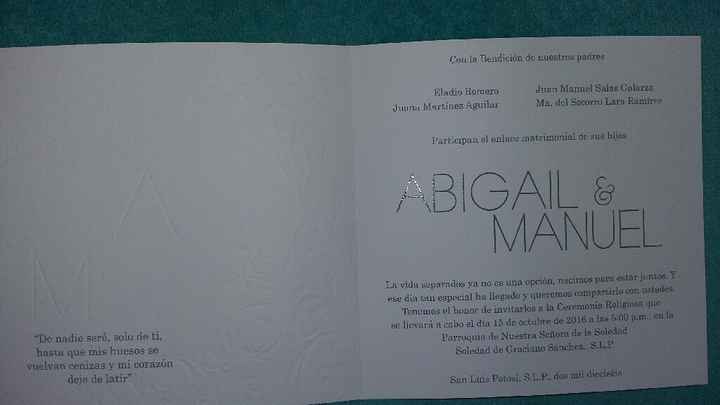 A
M
"De nadie seré, solo de ti,
hasta que mis huesos se
vuelvan cenizas y mi corazón
deje de latir"
Con la Bendición de nuestros padres
Eladio Romero
Juana Martínez Aguilar
Juan Manuel Salas Galarza
Ma. del Socorro Lara Ramírez
Participan el enlace matrimonial de sus hijos
ABIGAIL &
MANUEL
La vida separados ya no es una opción, nacimos para estar juntos. Y
ese día tan especial ha llegado y queremos compartirlo con ustedes.
Tenemos el honor de invitarlos a la Ceremonia Religiosa que
se llevará a cabo el día 15 de octubre de 2016 a las 5:00 p.m., en la
Parroquia de Nuestra Señora de la Soledad
Soledad de Graciano Sánchez, S.L.P
San Luis Potosí, S.L.P., dos mil dieciséis